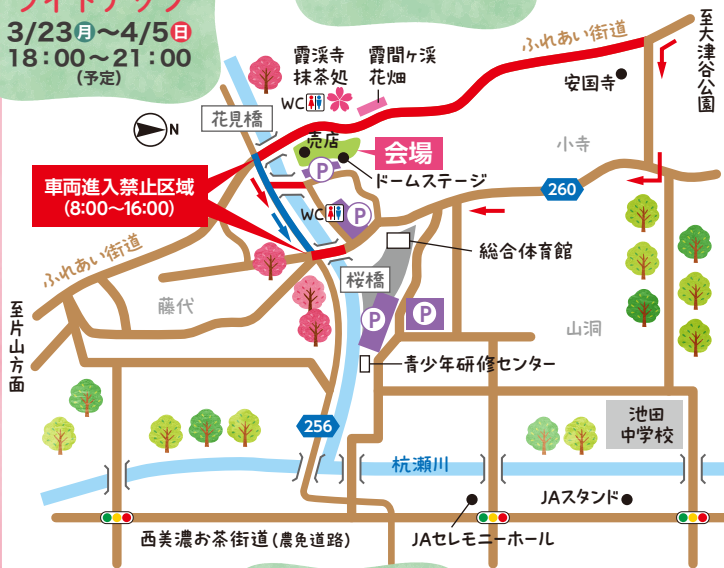 ライトアップ
3/23月〜4/5日
18:00〜21:00
(予定)
至大津谷公園
ふれあい街道
霞渓寺
抹茶処
霞間ヶ渓
花畑
安国寺
WC
花見橋
N
売店
会場
小寺
P
ドームステージ
車両進入禁止区域
(8:00〜16:00)
260
WC
P
総合体育館
ふれあい街道
桜橋
藤代
至片山方面
P
P
山洞
青少年研修センター
256
池田
中学校
杭瀬川
JAスタンド
西美濃お茶街道(農免道路)
JAセレモニーホール